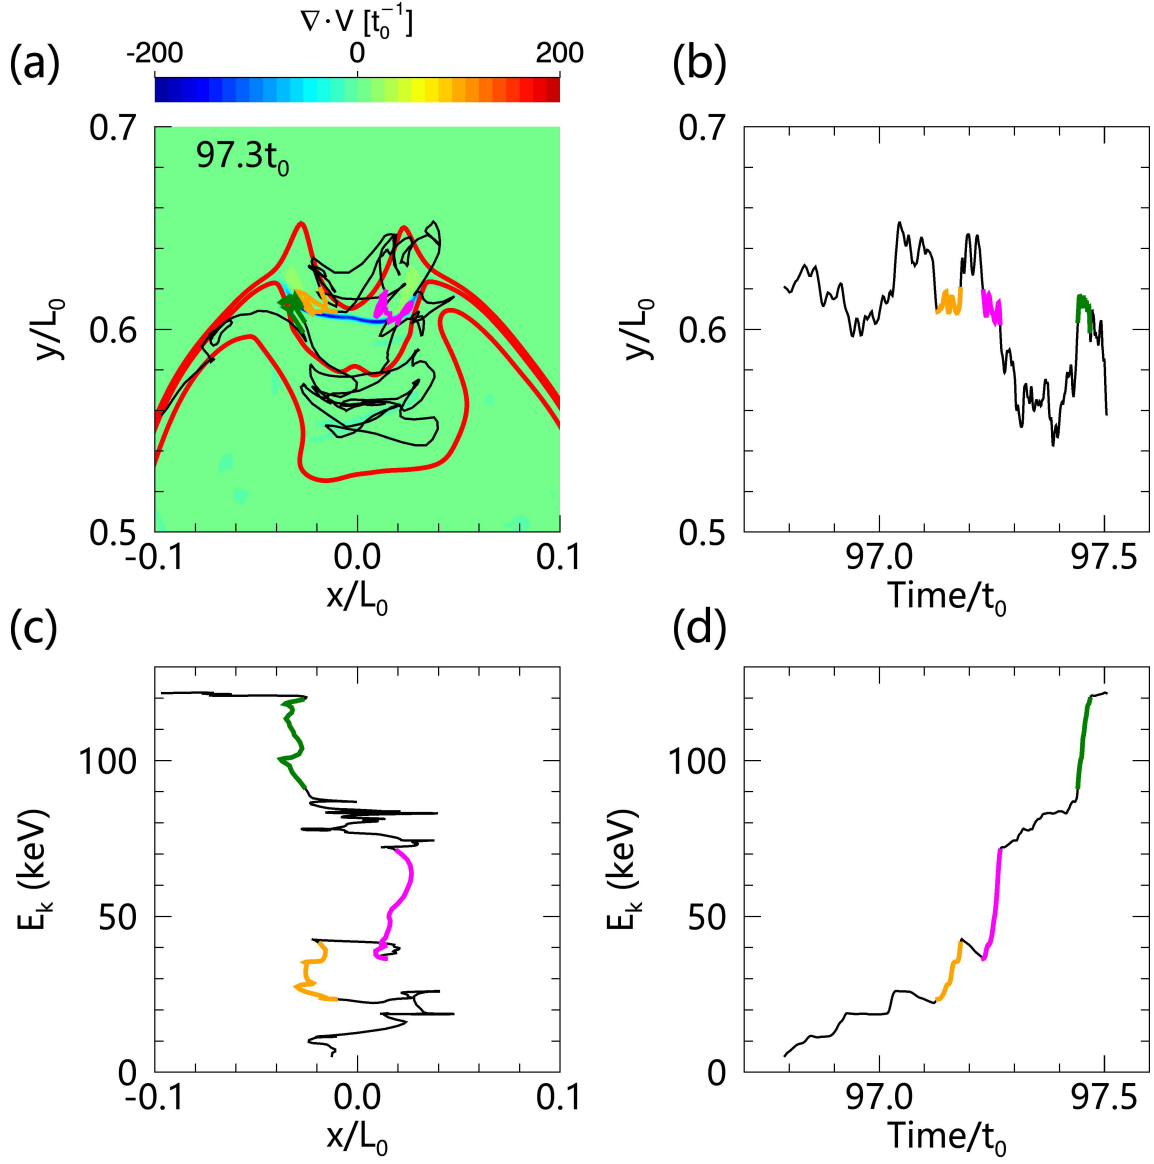 ∇·V [t₀⁻¹]
(a) -200 0 200 (b)
0.7 0.7
97.3t₀
y/L₀ 0.6 y/L₀ 0.6
0.5 0.5
-0.1 0.0 0.1 97.0 97.5
x/L₀ Time/t₀
(c) (d)
100 100
Eₖ (keV) 50 Eₖ (keV) 50
0 0
-0.1 0.0 0.1 97.0 97.5
x/L₀ Time/t₀